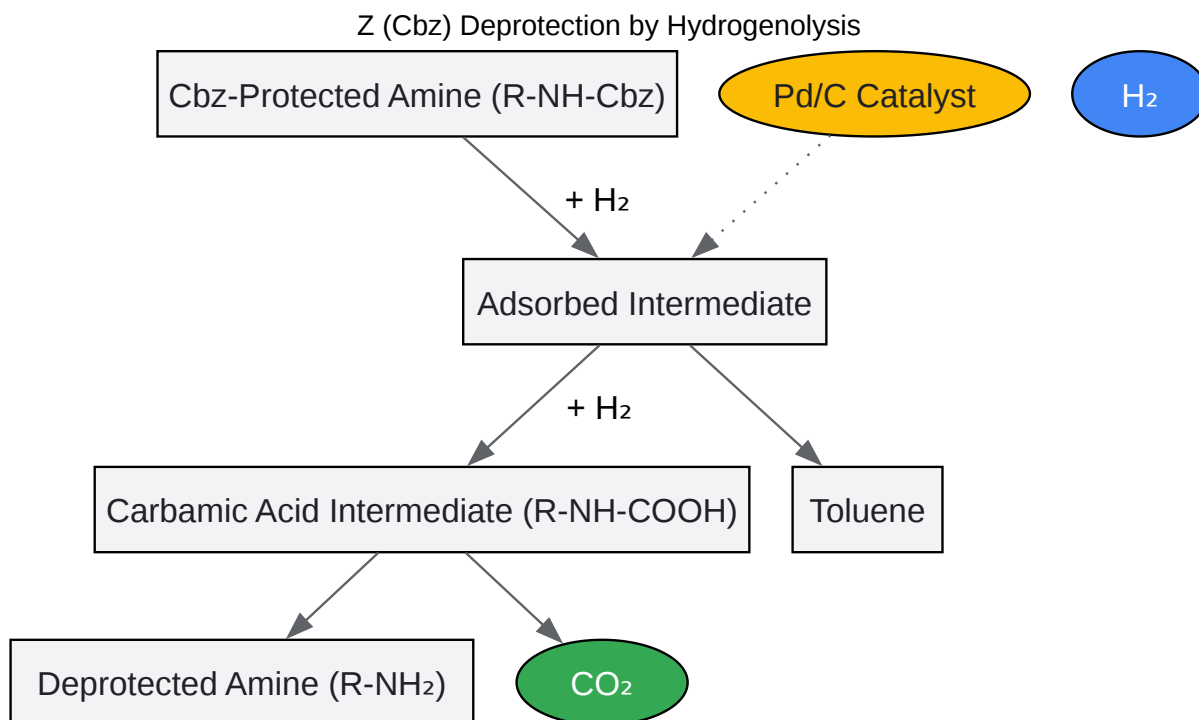 Z (Cbz) Deprotection by Hydrogenolysis
Cbz-Protected Amine (R-NH-Cbz)
Pd/C Catalyst
H₂
+ H₂
Adsorbed Intermediate
+ H₂
Carbamic Acid Intermediate (R-NH-COOH)
Toluene
Deprotected Amine (R-NH₂)
CO₂